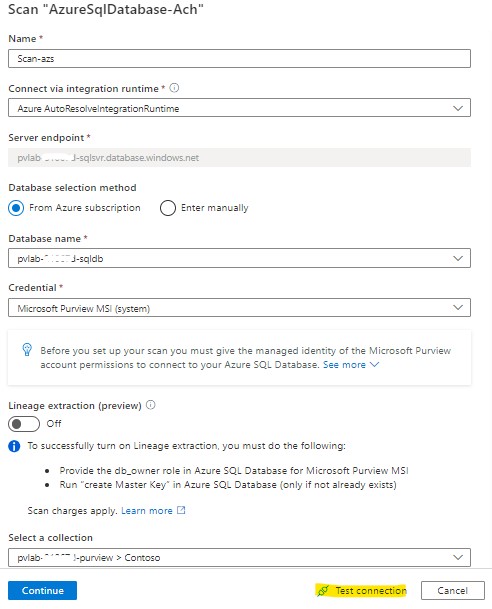 Scan "AzureSqlDatabase-Ach"
Name *
Scan-azs
Connect via integration runtime *
Azure AutoResolveIntegrationRuntime
Server endpoint *
-sqlsvr.database.windows.net
Database selection method
From Azure subscription Enter manually
Database name *
-sqldb
Credential *
Microsoft Purview MSI (system)
Before you set up your scan you must give the managed identity of the Microsoft Purview
account permissions to connect to your Azure SQL Database. See more
Lineage extraction (preview)
Off
To successfully turn on Lineage extraction, you must do the following:
• Provide the db_owner role in Azure SQL Database for Microsoft Purview MSI
• Run "create Master Key" in Azure SQL Database (only if not already exists)
Scan charges apply. Learn more
Select a collection
-purview > Contoso
Continue Test connection Cancel